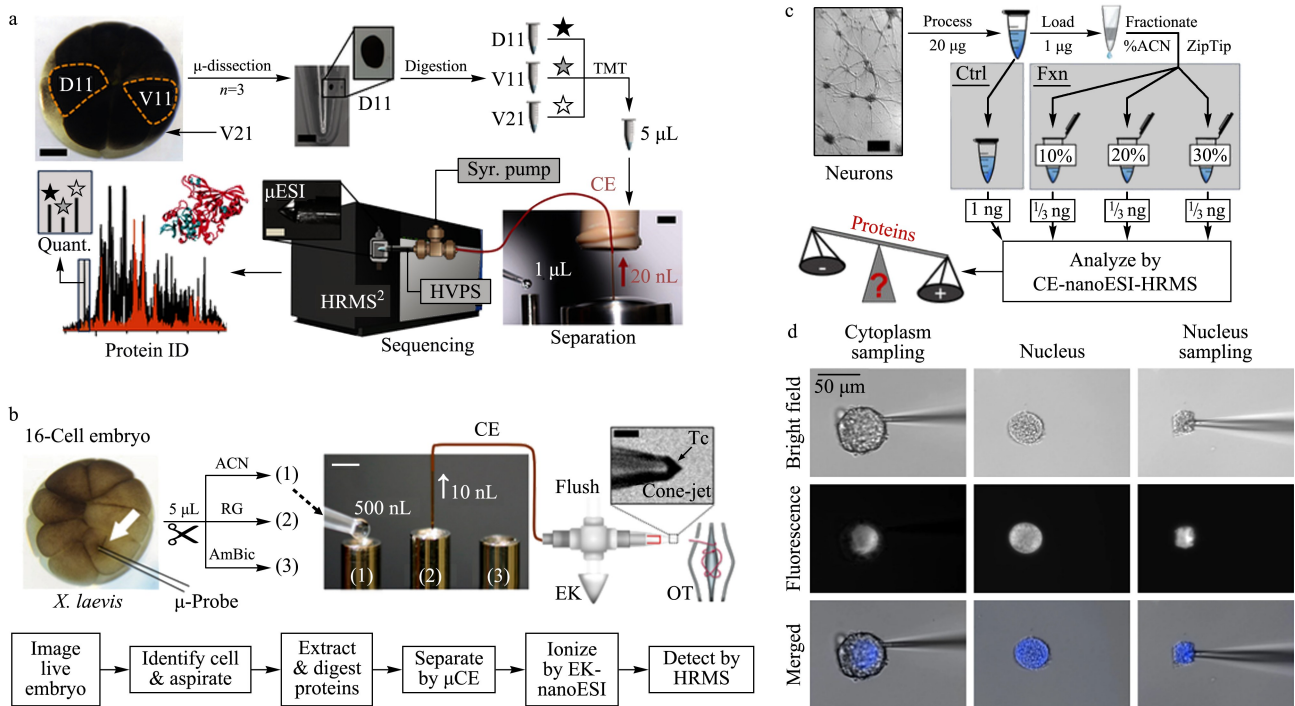 a
D11
V11
V21
μ-dissection
n=3
D11
Digestion
D11
V11
V21
TMT
5 μL
Syr. pump
CE
μESI
1 μL
20 nL
HVPS
HRMS²
Quant.
Protein ID
Sequencing
Separation
b
16-Cell embryo
X. laevis
μ-Probe
5 μL
ACN
(1)
RG
(2)
AmBic
(3)
500 nL
10 nL
CE
(1)
(2)
(3)
Flush
EK
Tc
Cone-jet
OT
Image
live
embryo
Identify cell
& aspirate
Extract
& digest
proteins
Separate
by μCE
Ionize
by EK-
nanoESI
Detect by
HRMS
c
Neurons
Process
20 μg
Load
1 μg
Fractionate
%ACN
ZipTip
Ctrl
Fxn
10%
20%
30%
1 ng
1/3 ng
1/3 ng
1/3 ng
Proteins
-
?
+
Analyze by
CE-nanoESI-HRMS
d
Cytoplasm
sampling
Nucleus
Nucleus
sampling
50 μm
Bright field
Fluorescence
Merged